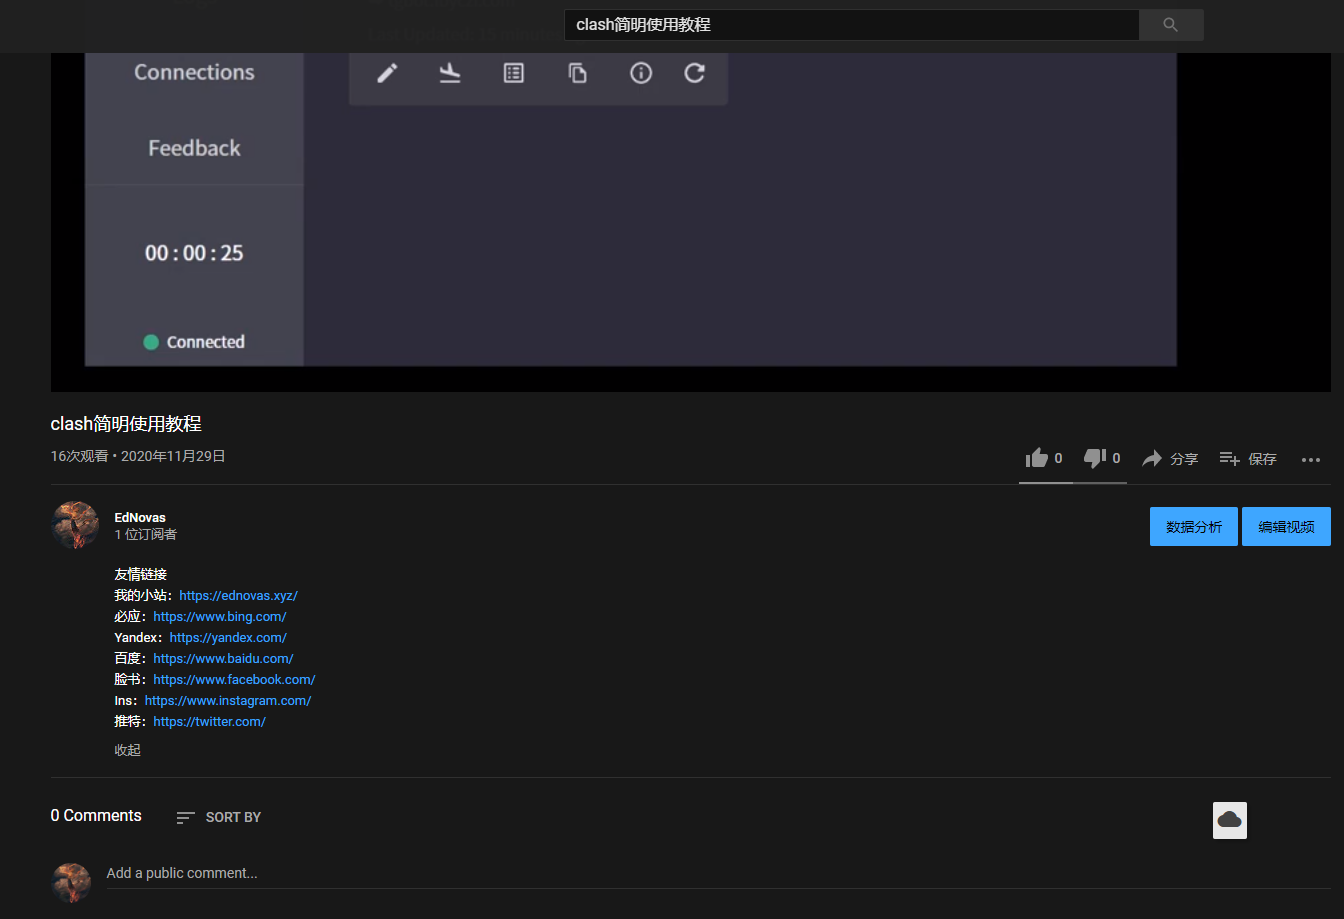 clash简明使用教程
Connections
Feedback
00 : 00 : 25
Connected
clash简明使用教程
16次观看 • 2020年11月29日
0
0
分享
保存
EdNovas
1 位订阅者
数据分析
编辑视频
友情链接
我的小站：https://ednovas.xyz/
必应：https://www.bing.com/
Yandex：https://yandex.com/
百度：https://www.baidu.com/
脸书：https://www.facebook.com/
Ins：https://www.instagram.com/
推特：https://twitter.com/
收起
0 Comments
SORT BY
Add a public comment...